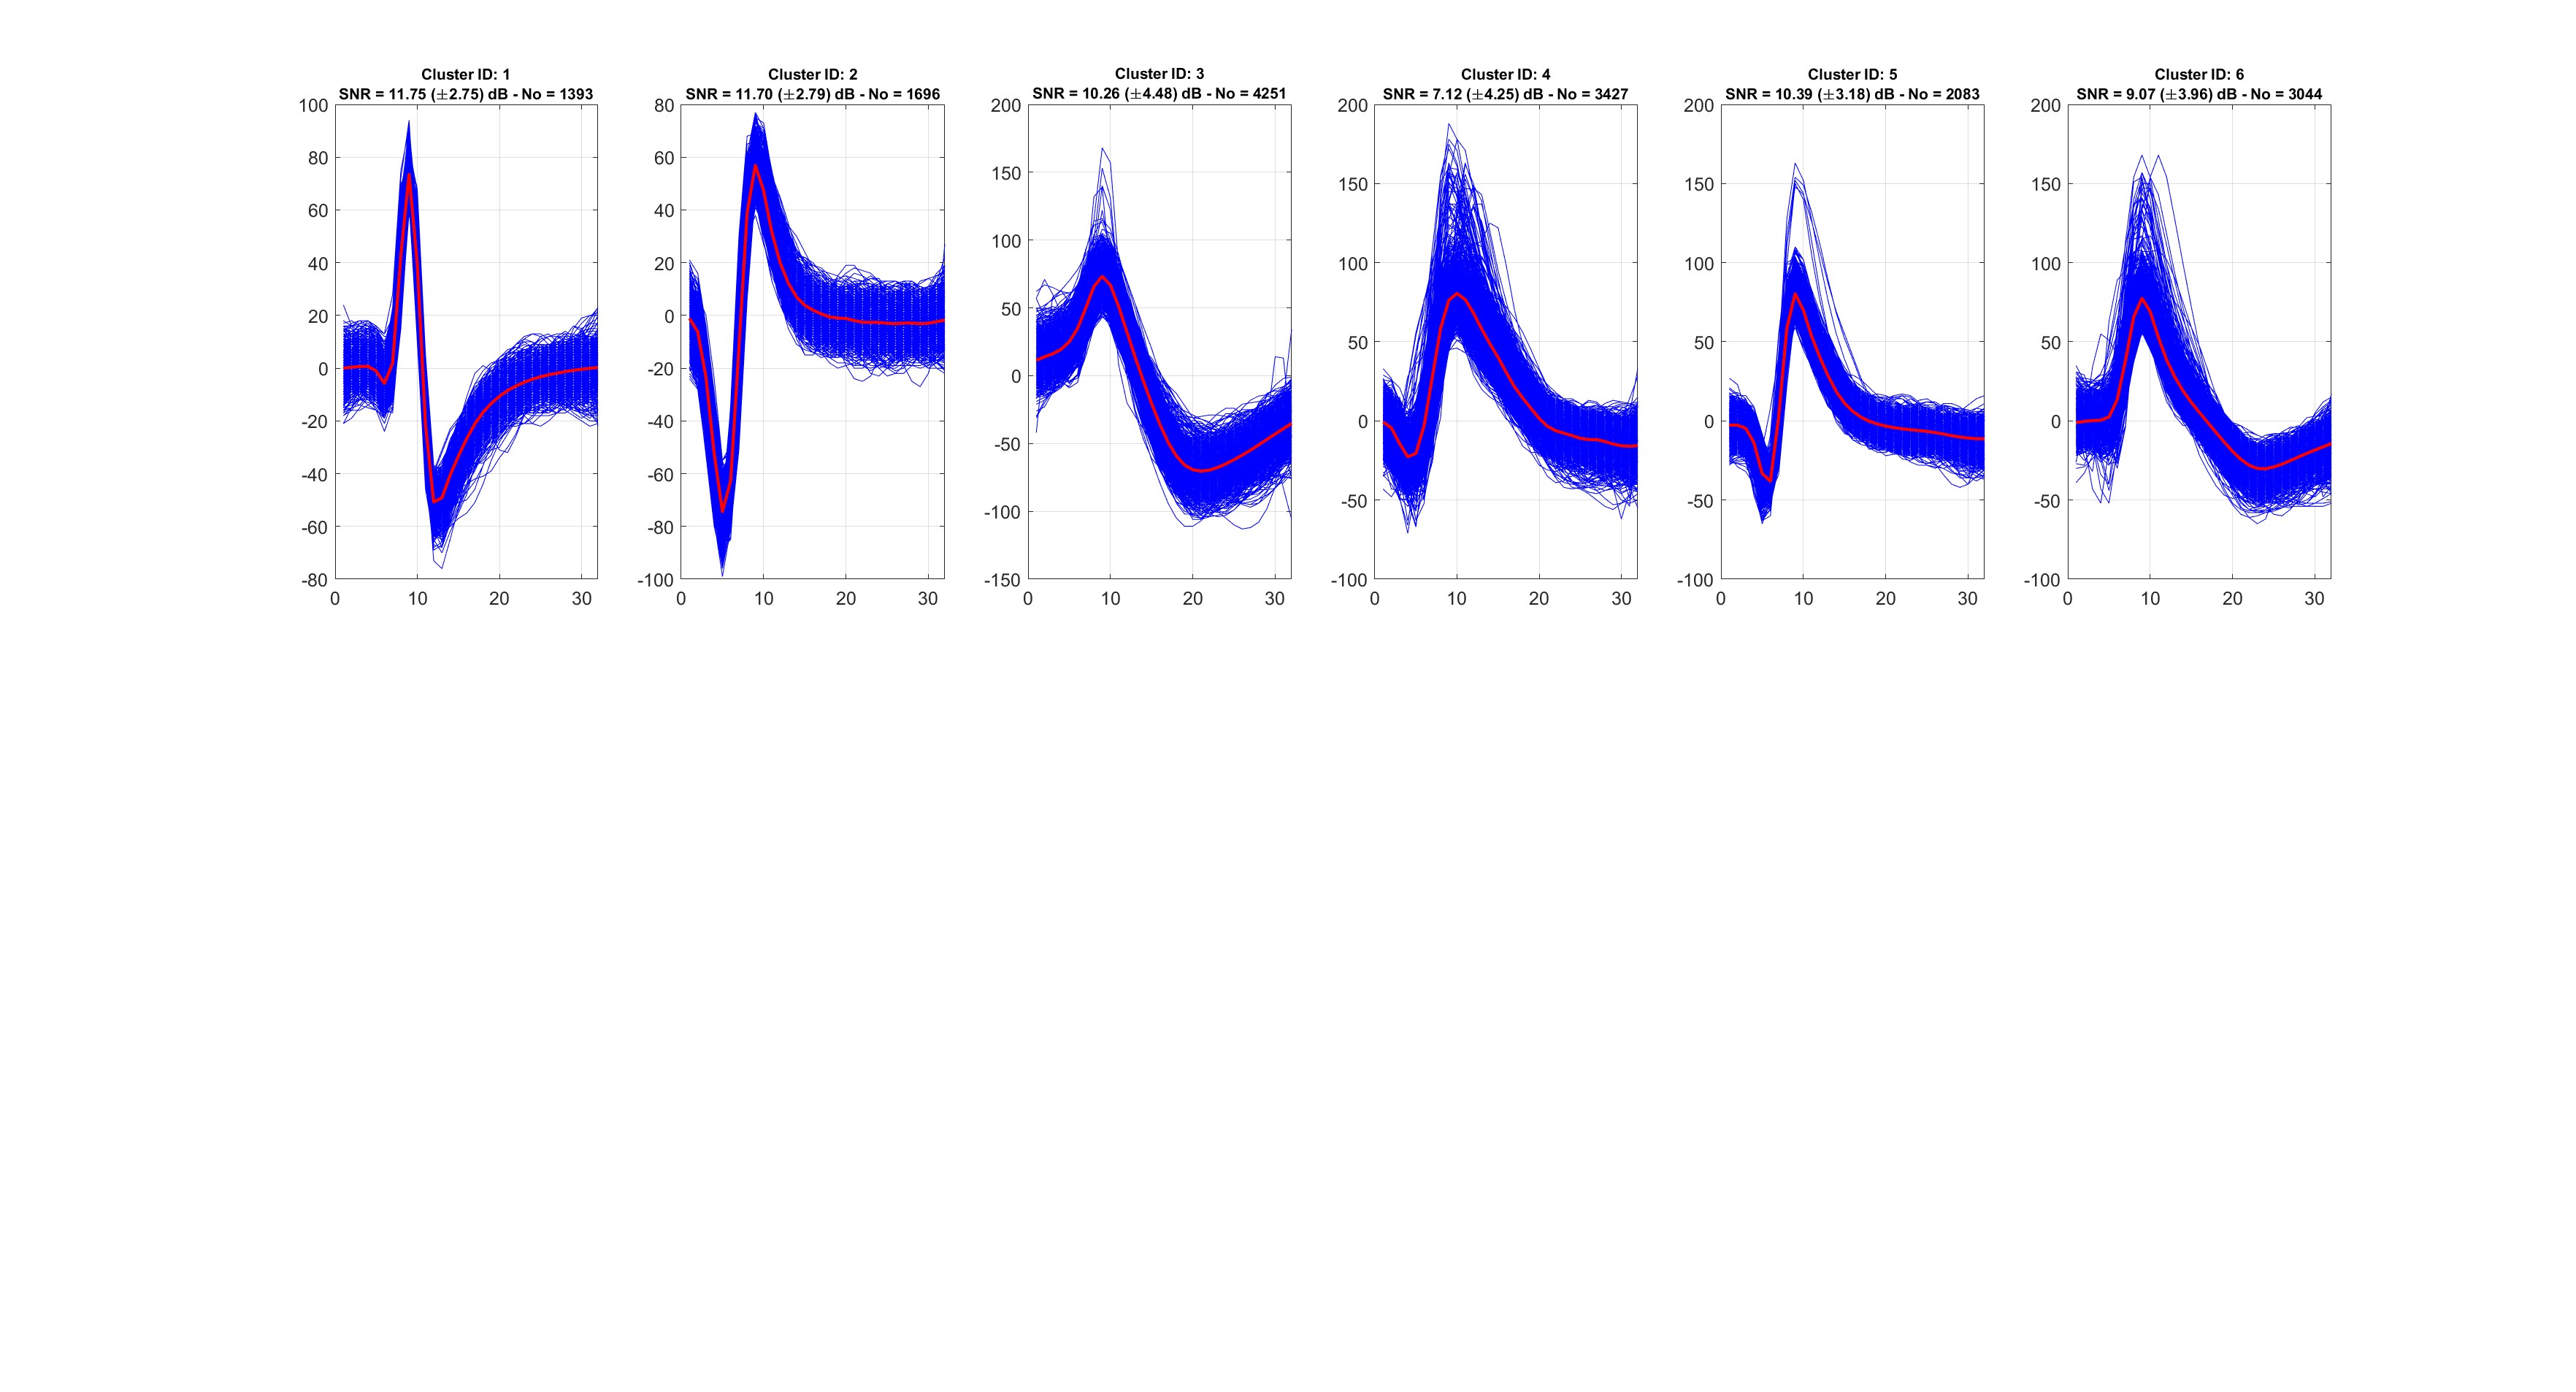 Cluster ID: 1
SNR = 11.75 (±2.75) dB - No = 1393
100
80
60
40
20
0
-20
-40
-60
-80
0 10 20 30
Cluster ID: 2
SNR = 11.70 (±2.79) dB - No = 1696
80
60
40
20
0
-20
-40
-60
-80
-100
0 10 20 30
Cluster ID: 3
SNR = 10.26 (±4.48) dB - No = 4251
200
150
100
50
0
-50
-100
-150
0 10 20 30
Cluster ID: 4
SNR = 7.12 (±4.25) dB - No = 3427
200
150
100
50
0
-50
-100
0 10 20 30
Cluster ID: 5
SNR = 10.39 (±3.18) dB - No = 2083
200
150
100
50
0
-50
-100
0 10 20 30
Cluster ID: 6
SNR = 9.07 (±3.96) dB - No = 3044
200
150
100
50
0
-50
-100
0 10 20 30